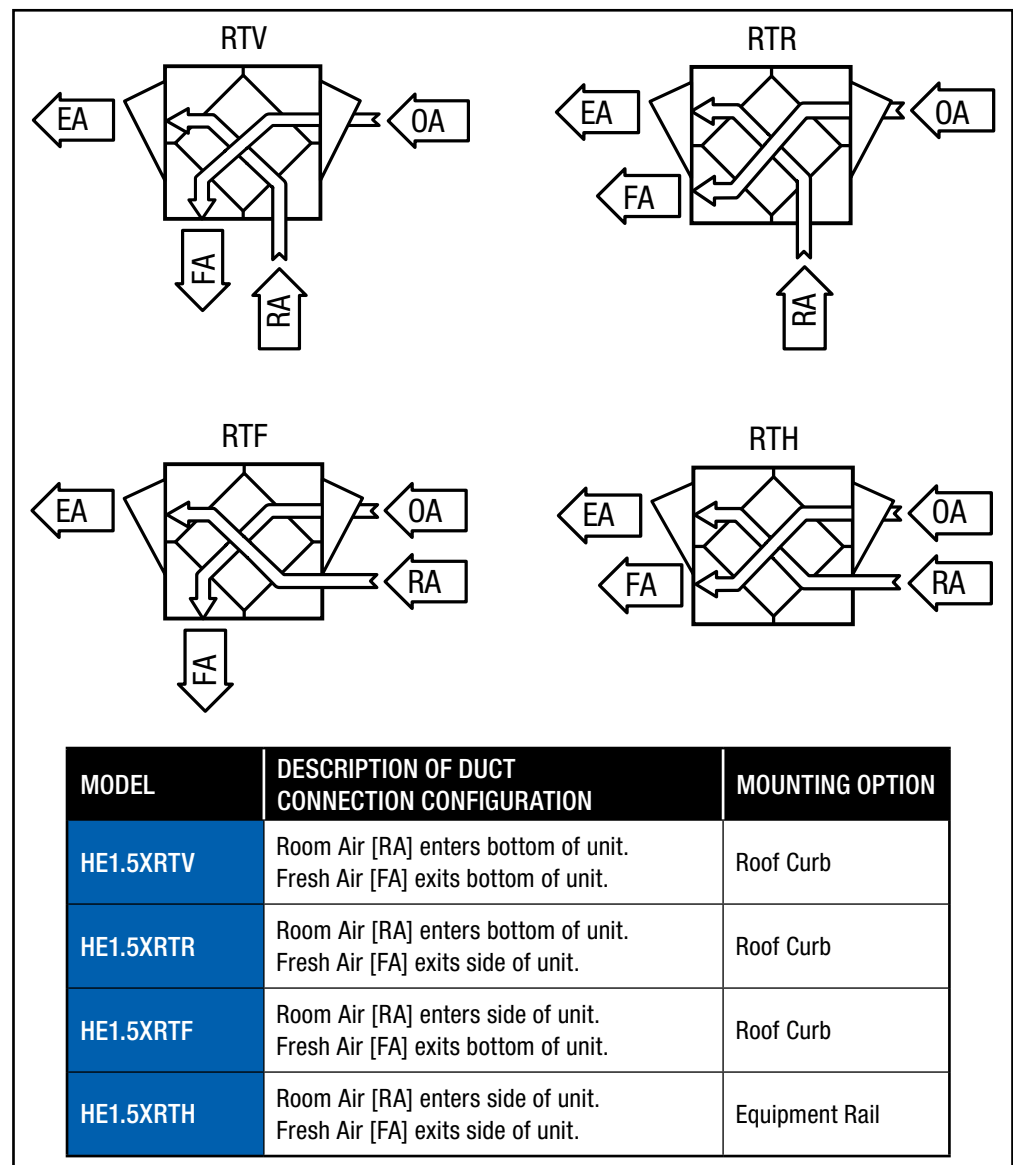 RTV
EA
OA
FA
RA
RTR
EA
OA
FA
RA
RTF
EA
OA
RA
FA
RTH
EA
OA
FA
RA
MODEL
DESCRIPTION OF DUCT
CONNECTION CONFIGURATION
MOUNTING OPTION
HE1.5XRTV
Room Air [RA] enters bottom of unit.
Fresh Air [FA] exits bottom of unit.
Roof Curb
HE1.5XRTR
Room Air [RA] enters bottom of unit.
Fresh Air [FA] exits side of unit.
Roof Curb
HE1.5XRTF
Room Air [RA] enters side of unit.
Fresh Air [FA] exits bottom of unit.
Roof Curb
HE1.5XRTH
Room Air [RA] enters side of unit.
Fresh Air [FA] exits side of unit.
Equipment Rail